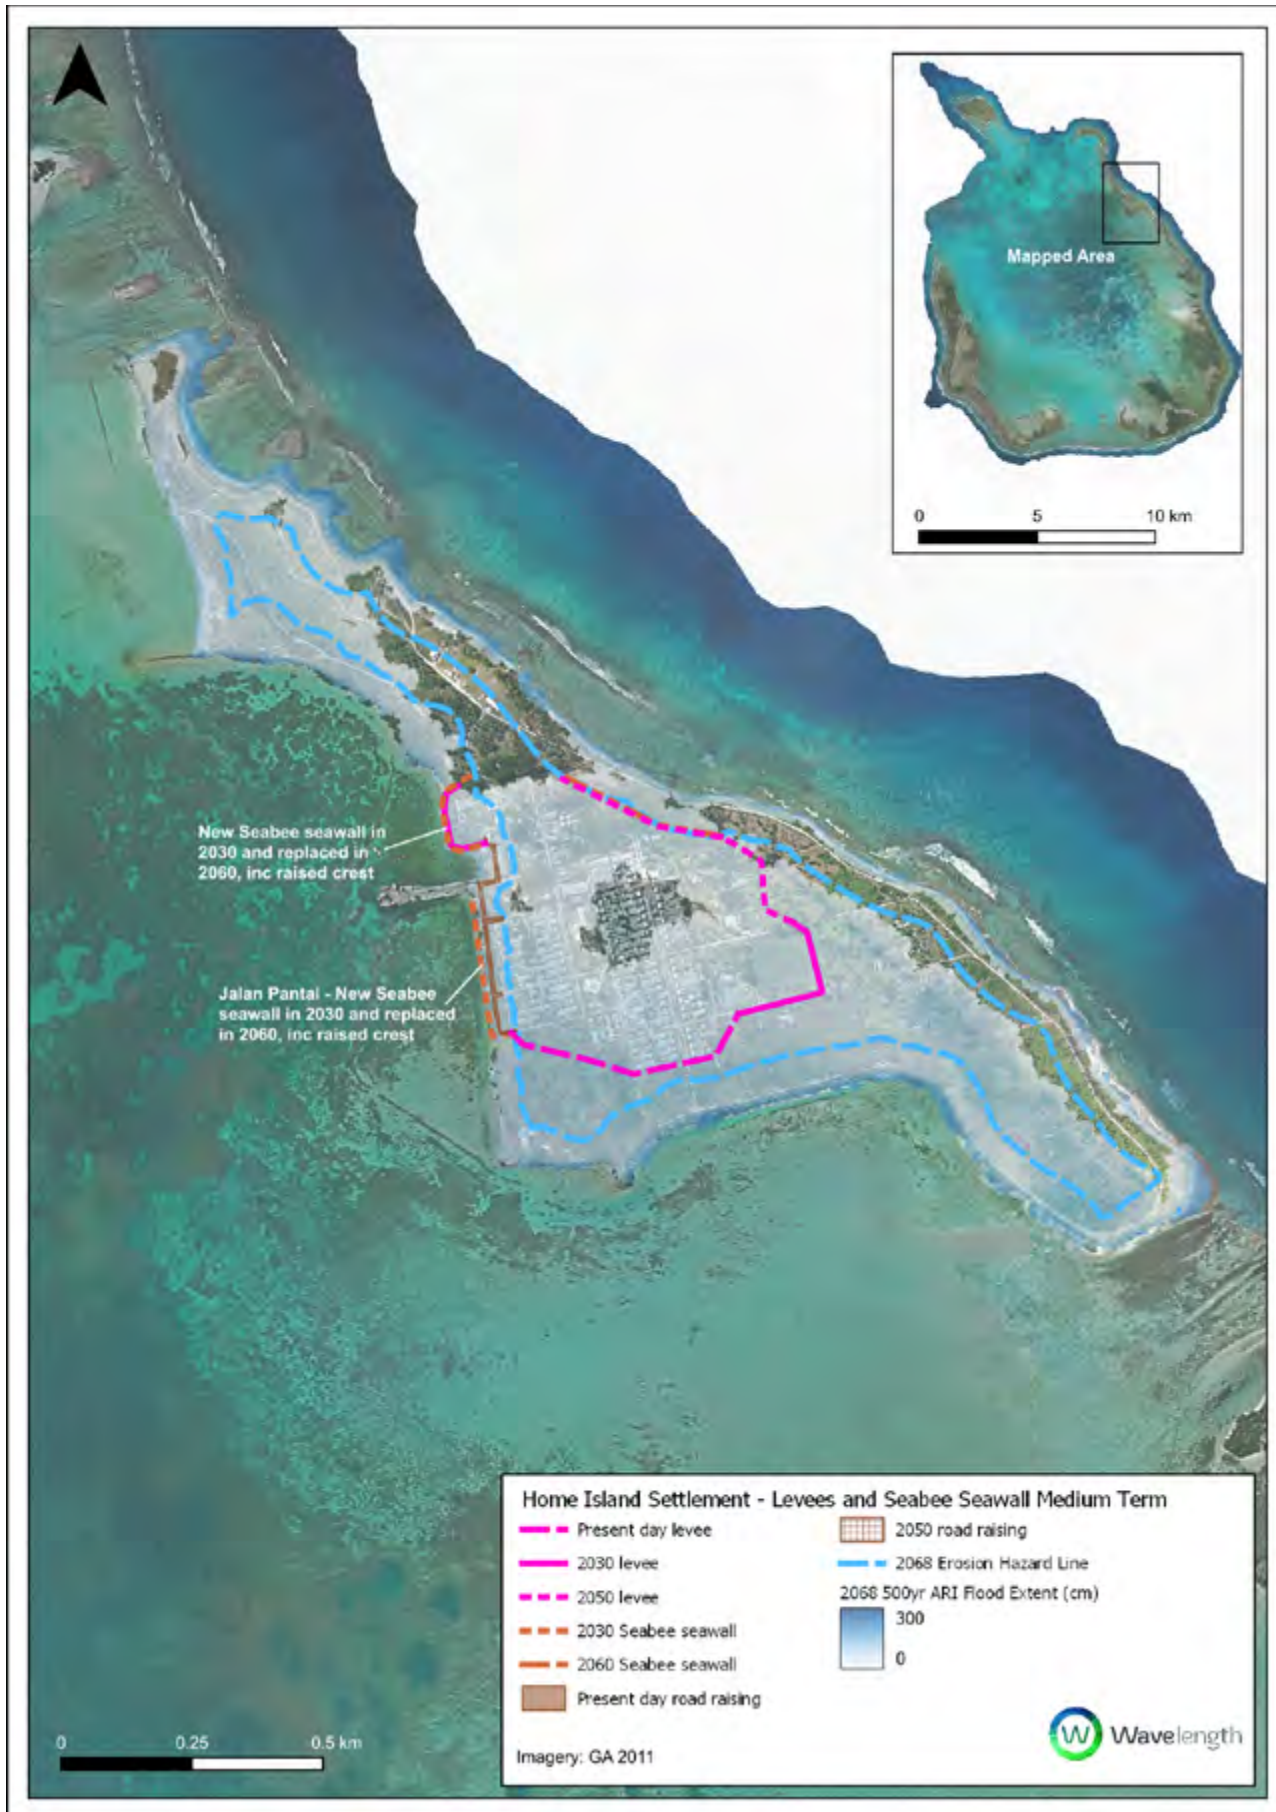 Mapped Area
0 5 10 km
New Seabee seawall in
2030 and replaced in
2060, inc raised crest
Jalan Pantai - New Seabee
seawall in 2030 and replaced
in 2060, inc raised crest
Home Island Settlement - Levees and Seabee Seawall Medium Term
Present day levee
2030 levee
2050 levee
2030 Seabee seawall
2060 Seabee seawall
Present day road raising
2050 road raising
2068 Erosion Hazard Line
2068 500yr ARI Flood Extent (cm)
300
0
Imagery: GA 2011
W Wavelength
0 0.25 0.5 km